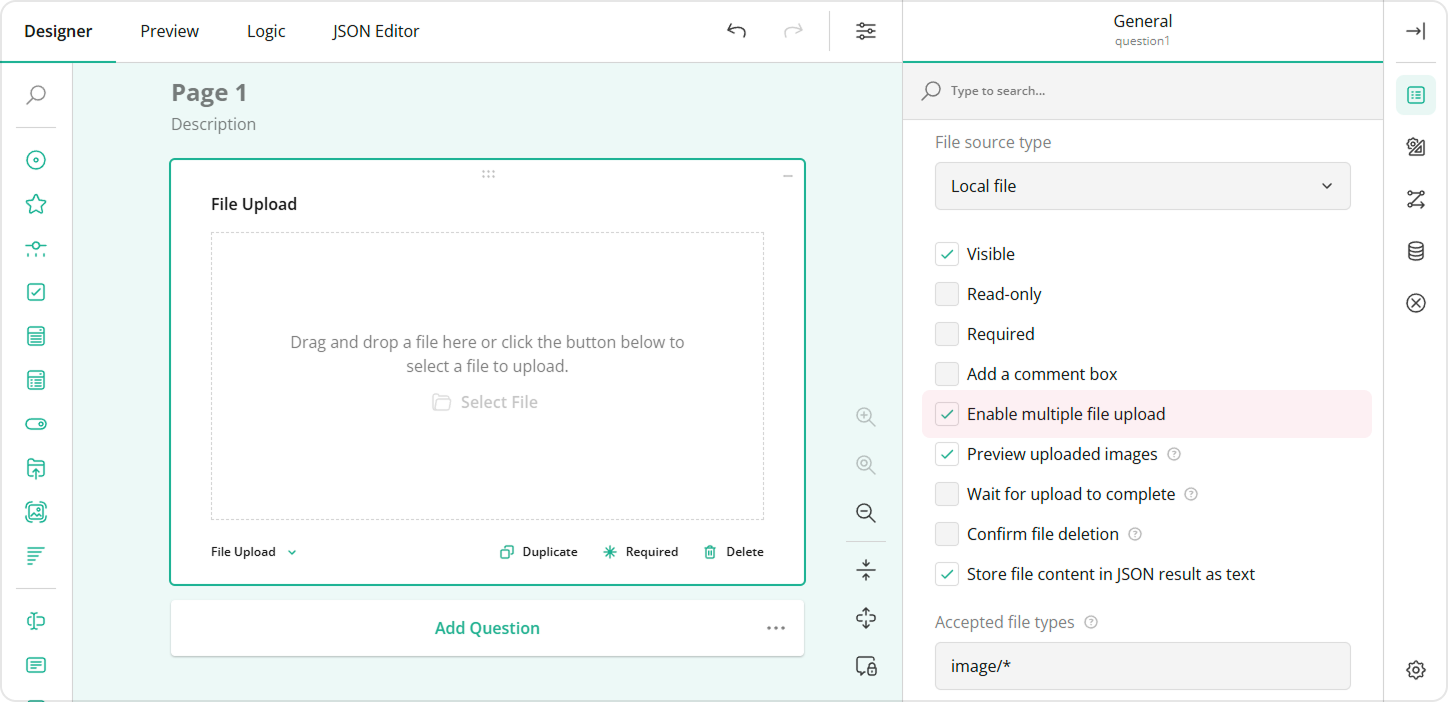 Designer
Preview
Logic
JSON Editor
Page 1
Description
File Upload
Drag and drop a file here or click the button below to
select a file to upload.
Select File
File Upload
Duplicate
Required
Delete
Add Question
General
question1
Type to search...
File source type
Local file
Visible
Read-only
Required
Add a comment box
Enable multiple file upload
Preview uploaded images
Wait for upload to complete
Confirm file deletion
Store file content in JSON result as text
Accepted file types
image/*